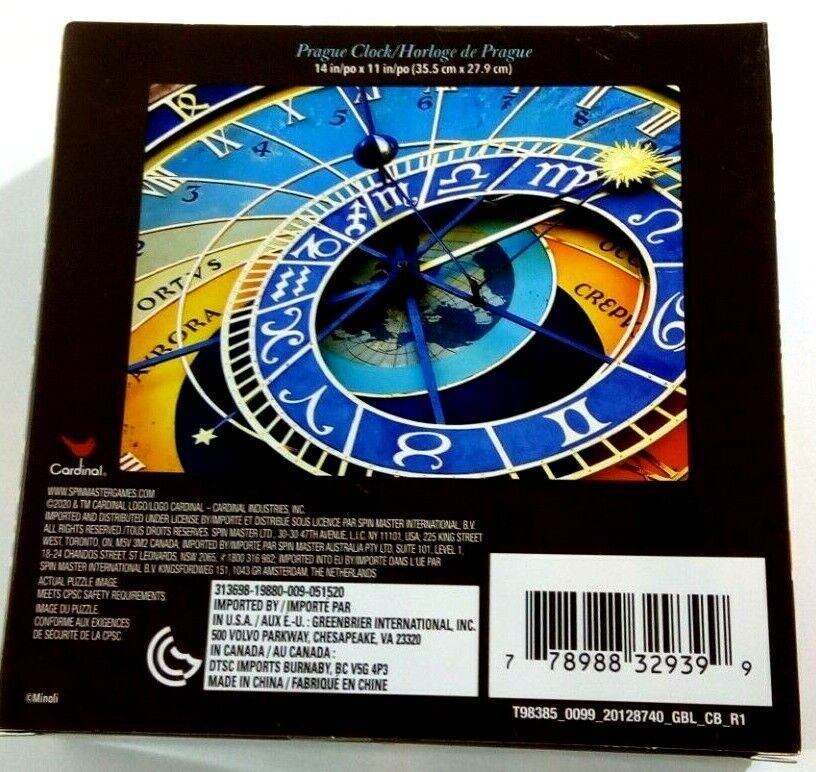 Prague Clock/Horloge de Prague
14 in/po x 11 in/po (35.5 cm x 27.9 cm)
3
4
5
6
7
8
ORTVS
AVRORA
OCC
CREPV
Cardinal®
WWW.SPINMASTERGAMES.COM
©2020 & TM CARDINAL LOGO/LOGO CARDINAL – CARDINAL INDUSTRIES, INC.
IMPORTED AND DISTRIBUTED UNDER LICENSE BY/IMPORTÉ ET DISTRIBUÉ SOUS LICENCE PAR SPIN MASTER INTERNATIONAL, B.V.
ALL RIGHTS RESERVED./TOUS DROITS RÉSERVÉS. SPIN MASTER LTD., 30-30 47TH AVENUE, L.I.C. NY 11101, USA; 225 KING STREET
WEST, TORONTO, ON, M5V 3M2 CANADA; IMPORTED BY/IMPORTÉ PAR SPIN MASTER AUSTRALIA PTY LTD, SUITE 101, LEVEL 1,
18-24 CHANDOS STREET, ST LEONARDS, NSW 2065, ✆ 1800 316 982; IMPORTED INTO EU BY/IMPORTÉ DANS L'UE PAR
SPIN MASTER INTERNATIONAL B.V. KINGSFORDWEG 151, 1043 GR AMSTERDAM, THE NETHERLANDS
ACTUAL PUZZLE IMAGE.
MEETS CPSC SAFETY REQUIREMENTS.
IMAGE DU PUZZLE.
CONFORME AUX EXIGENCES
DE SÉCURITÉ DE LA CPSC.
313698-19880-009-051520
IMPORTED BY / IMPORTÉ PAR
IN U.S.A. / AUX É.-U. : GREENBRIER INTERNATIONAL, INC.
500 VOLVO PARKWAY, CHESAPEAKE, VA 23320
IN CANADA / AU CANADA :
DTSC IMPORTS BURNABY, BC V5G 4P3
MADE IN CHINA / FABRIQUÉ EN CHINE
7 78988 32939 9
T98385_0099_20128740_GBL_CB_R1
©Minoli